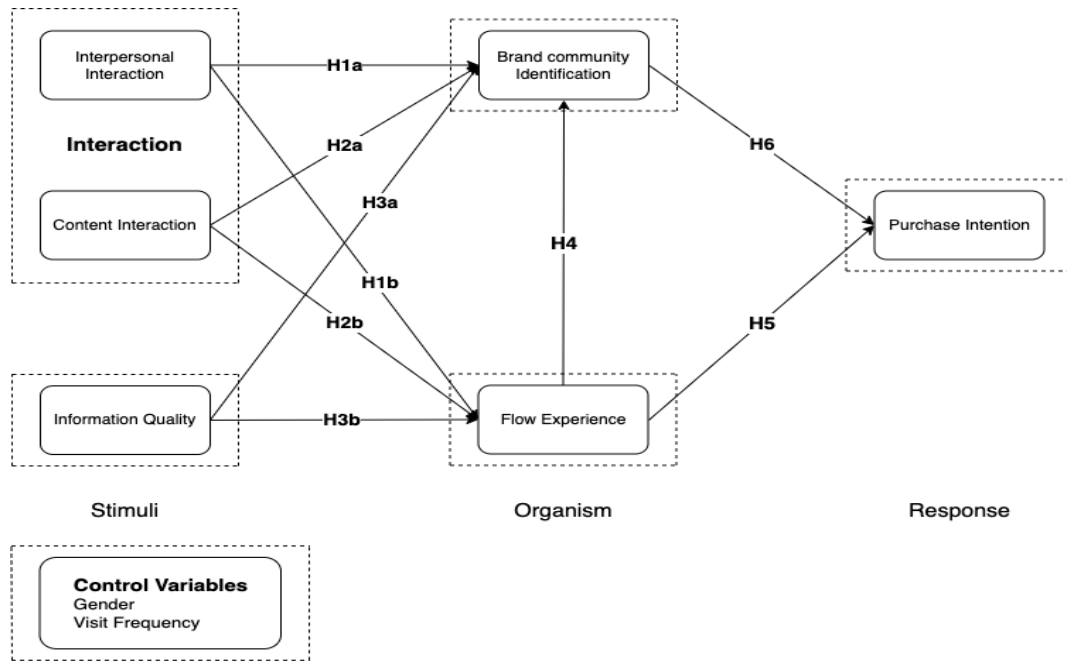 Interpersonal
Interaction
H1a
Brand community
Identification
Interaction
H2a
H6
H3a
Content Interaction
Purchase Intention
H4
H1b
H2b
H5
Information Quality
H3b
Flow Experience
Stimuli
Organism
Response
Control Variables
Gender
Visit Frequency